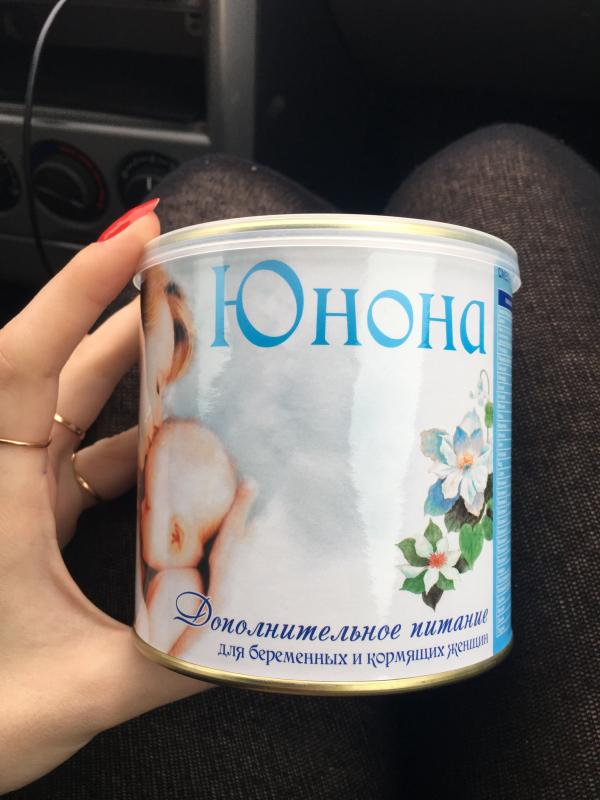 Юнона
Дополнительное питание
для беременных и кормящих женщин